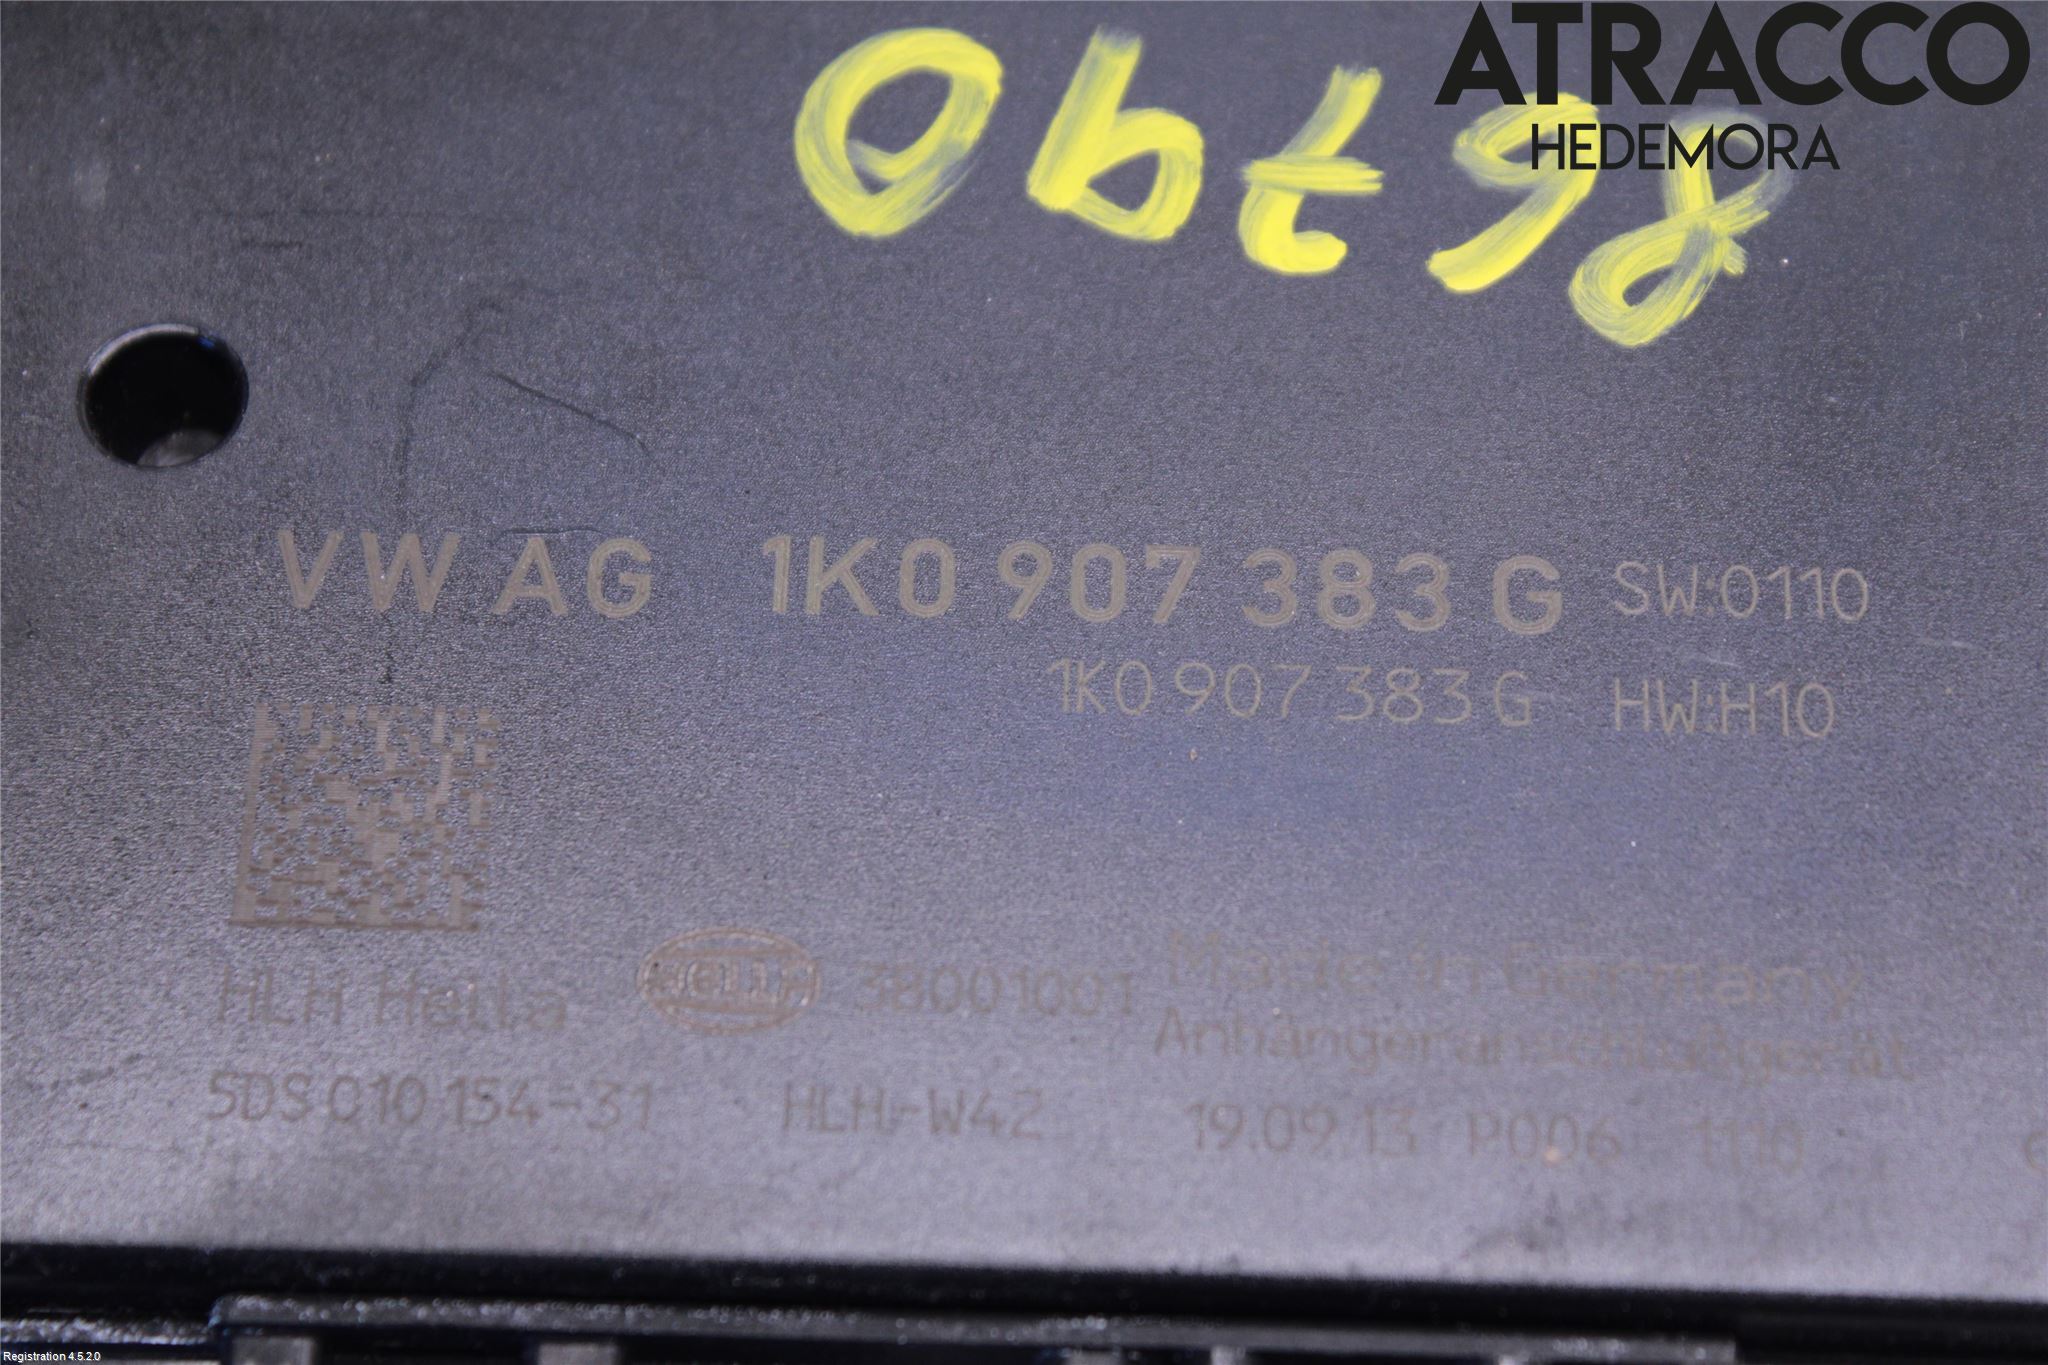 ATRACCO
HEDEMORA
VW AG 1K0 907 383 G SW:0110
1K0 907 383 G HW:H10
HLH Hella HELLA 38001001 Made in Germany
Anhängeranschlußgerät
5DS 010 154-31 HLH-W42 19.09.13 P006 1110
Registration 4.5.2.0